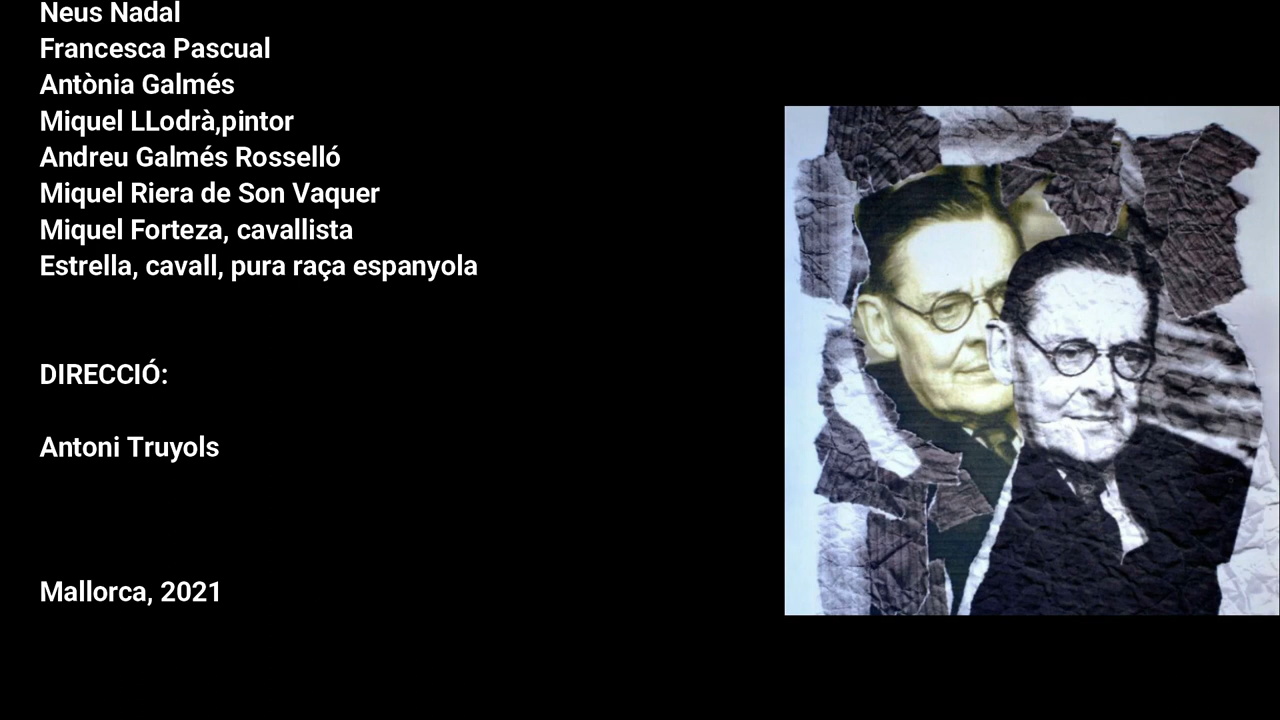 Neus Nadal
Francesca Pascual
Antònia Galmés
Miquel LLodrà,pintor
Andreu Galmés Rosselló
Miquel Riera de Son Vaquer
Miquel Forteza, cavallista
Estrella, cavall, pura raça espanyola
DIRECCIÓ:
Antoni Truyols
Mallorca, 2021